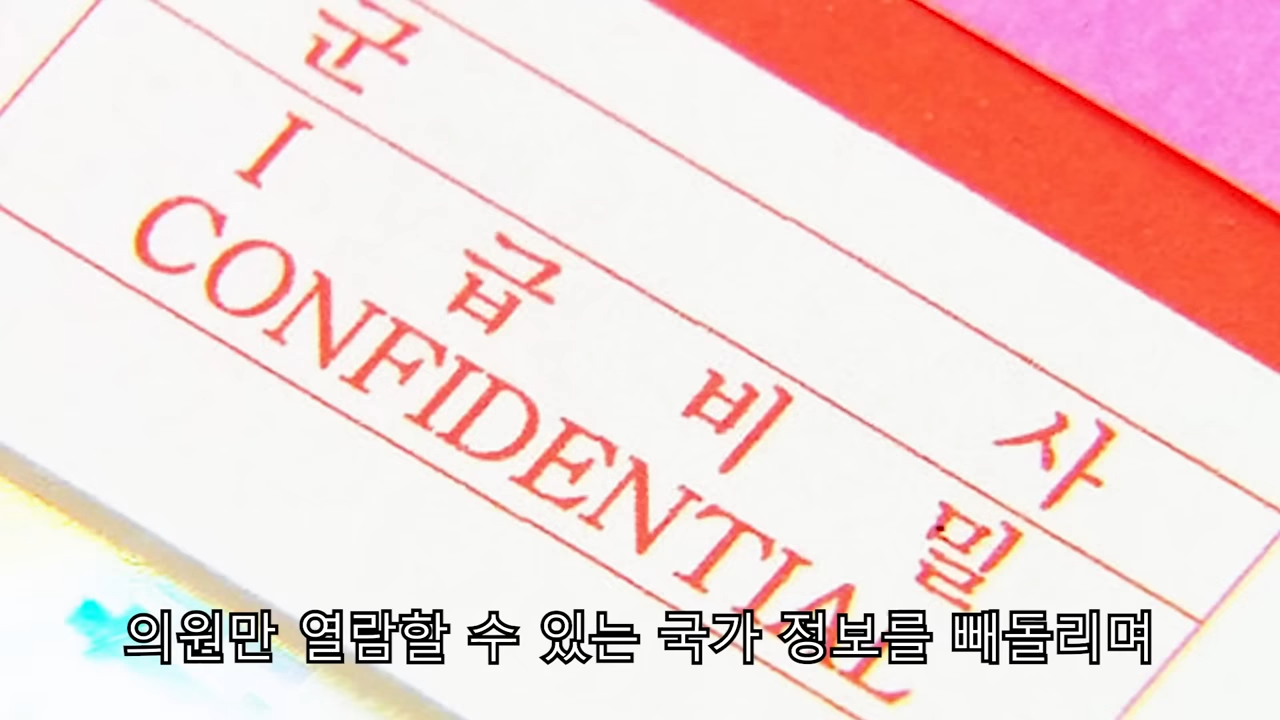 군 사
I 급 비 밀
CONFIDENTIAL
의원만 열람할 수 있는 국가 정보를 빼돌리며